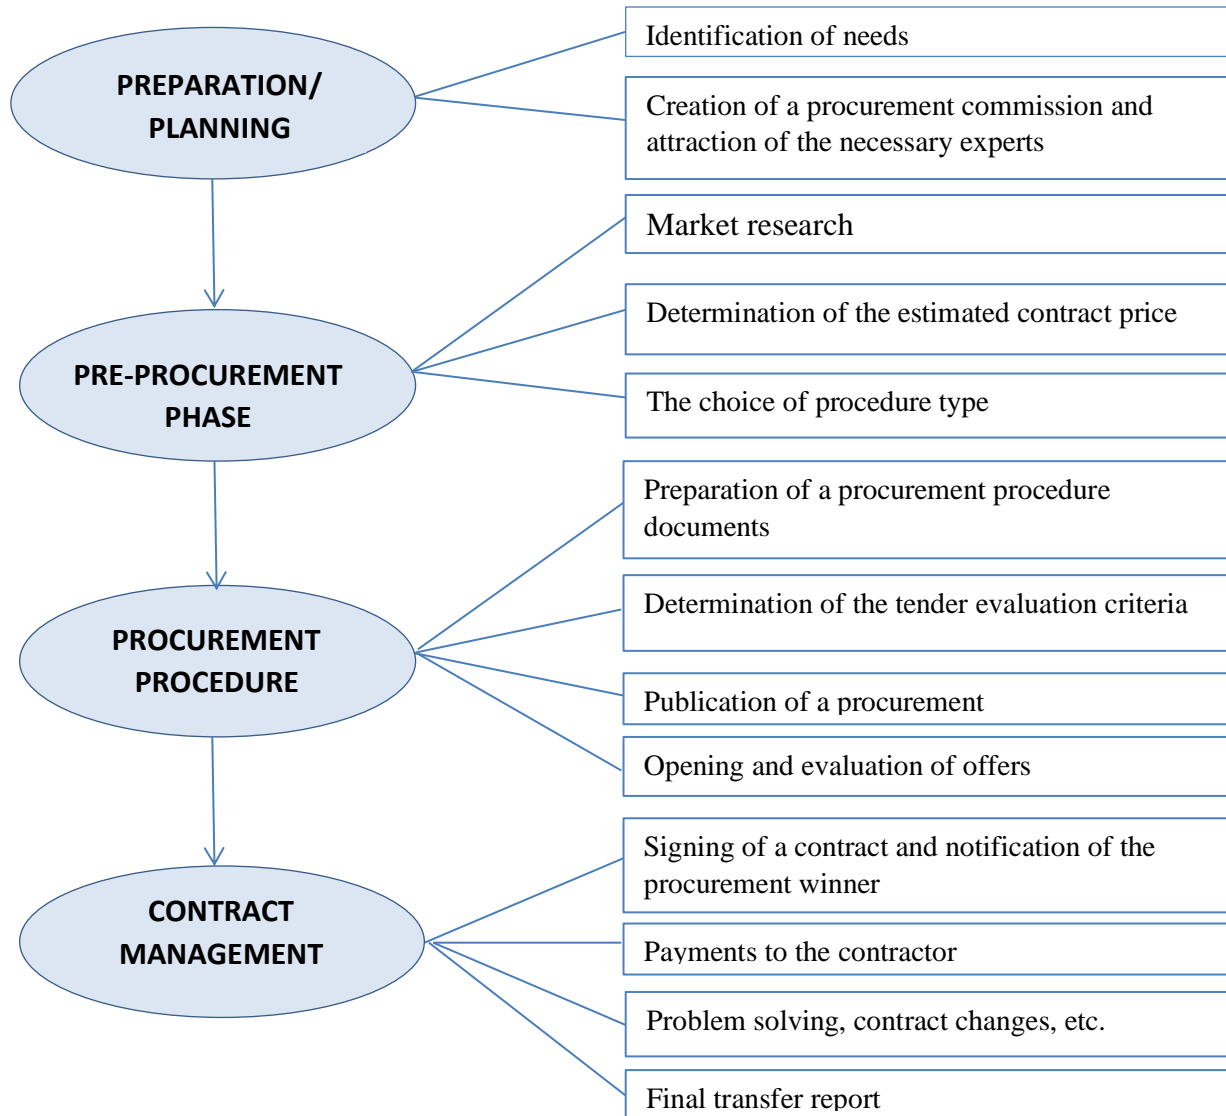 PREPARATION/
PLANNING
Identification of needs
Creation of a procurement commission and
attraction of the necessary experts
PRE-PROCUREMENT
PHASE
Market research
Determination of the estimated contract price
The choice of procedure type
PROCUREMENT
PROCEDURE
Preparation of a procurement procedure
documents
Determination of the tender evaluation criteria
Publication of a procurement
Opening and evaluation of offers
CONTRACT
MANAGEMENT
Signing of a contract and notification of the
procurement winner
Payments to the contractor
Problem solving, contract changes, etc.
Final transfer report